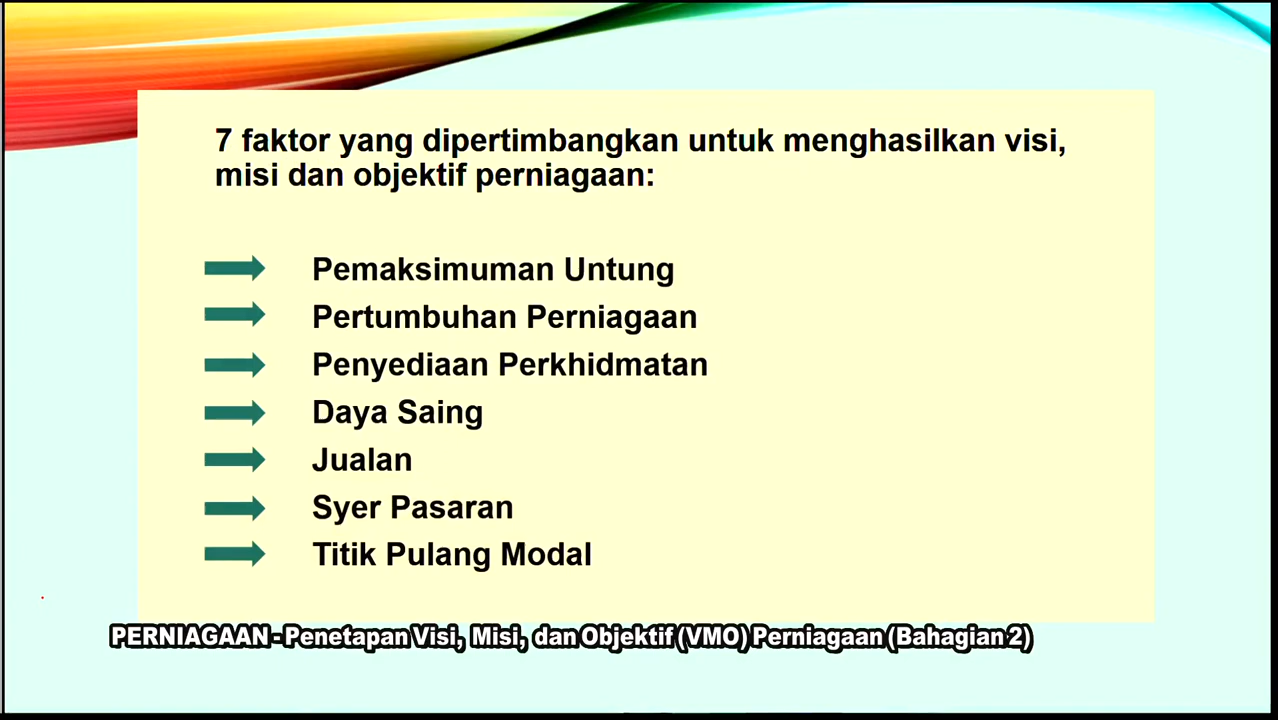 7 faktor yang dipertimbangkan untuk menghasilkan visi,
misi dan objektif perniagaan:
Pemaksimuman Untung
Pertumbuhan Perniagaan
Penyediaan Perkhidmatan
Daya Saing
Jualan
Syer Pasaran
Titik Pulang Modal
PERNIAGAAN - Penetapan Visi, Misi, dan Objektif (VMO) Perniagaan (Bahagian 2)